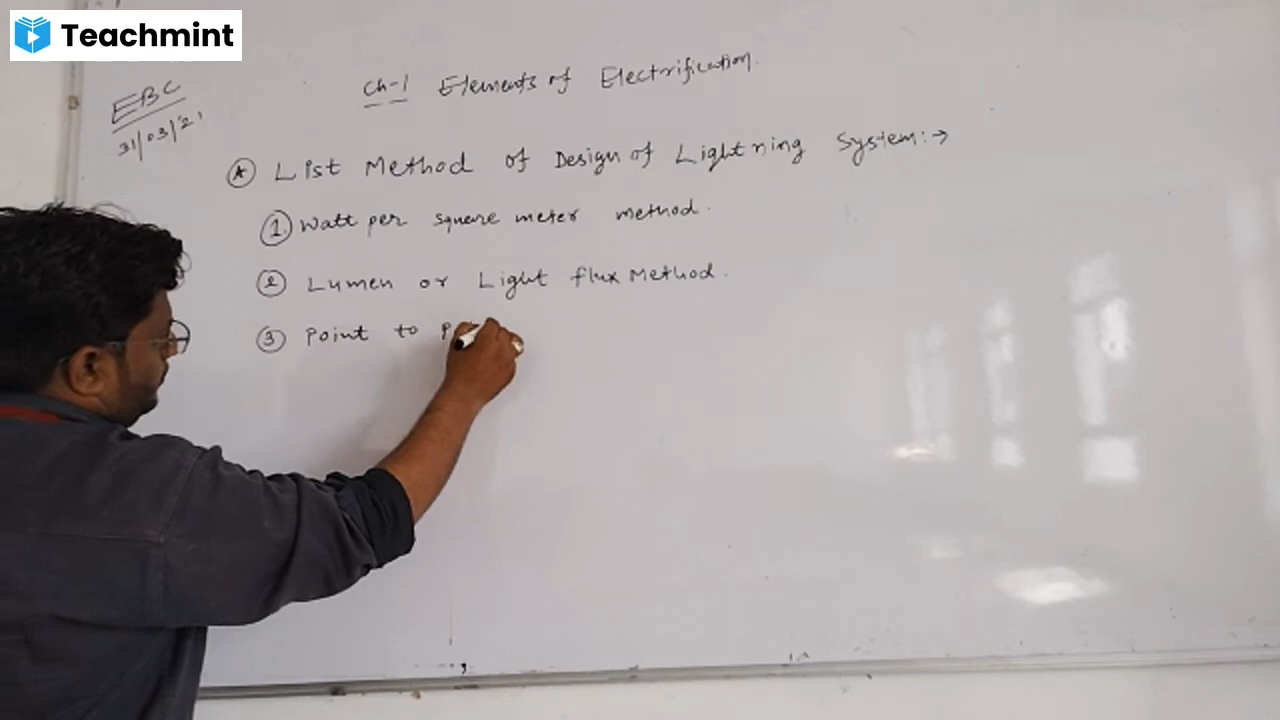 Teachmint
EBC
31/03/21
Ch-1 Elements of Electrification.
* List Method of Design of Lightning System:→
1. Watt per square meter method.
2 Lumen or Light flux Method.
3 Point to P